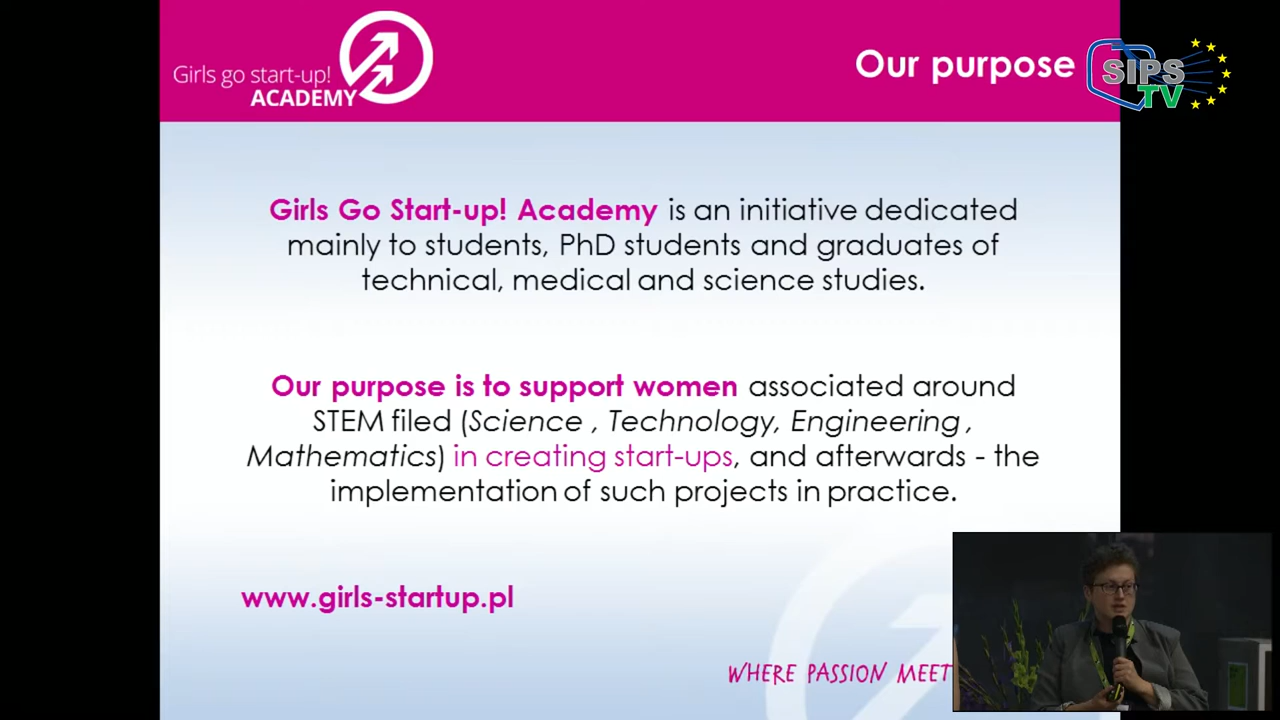 Girls go start-up!
ACADEMY
Our purpose
SIPS
TV
Girls Go Start-up! Academy is an initiative dedicated
mainly to students, PhD students and graduates of
technical, medical and science studies.
Our purpose is to support women associated around
STEM filed (Science , Technology, Engineering ,
Mathematics) in creating start-ups, and afterwards - the
implementation of such projects in practice.
www.girls-startup.pl
WHERE PASSION MEET